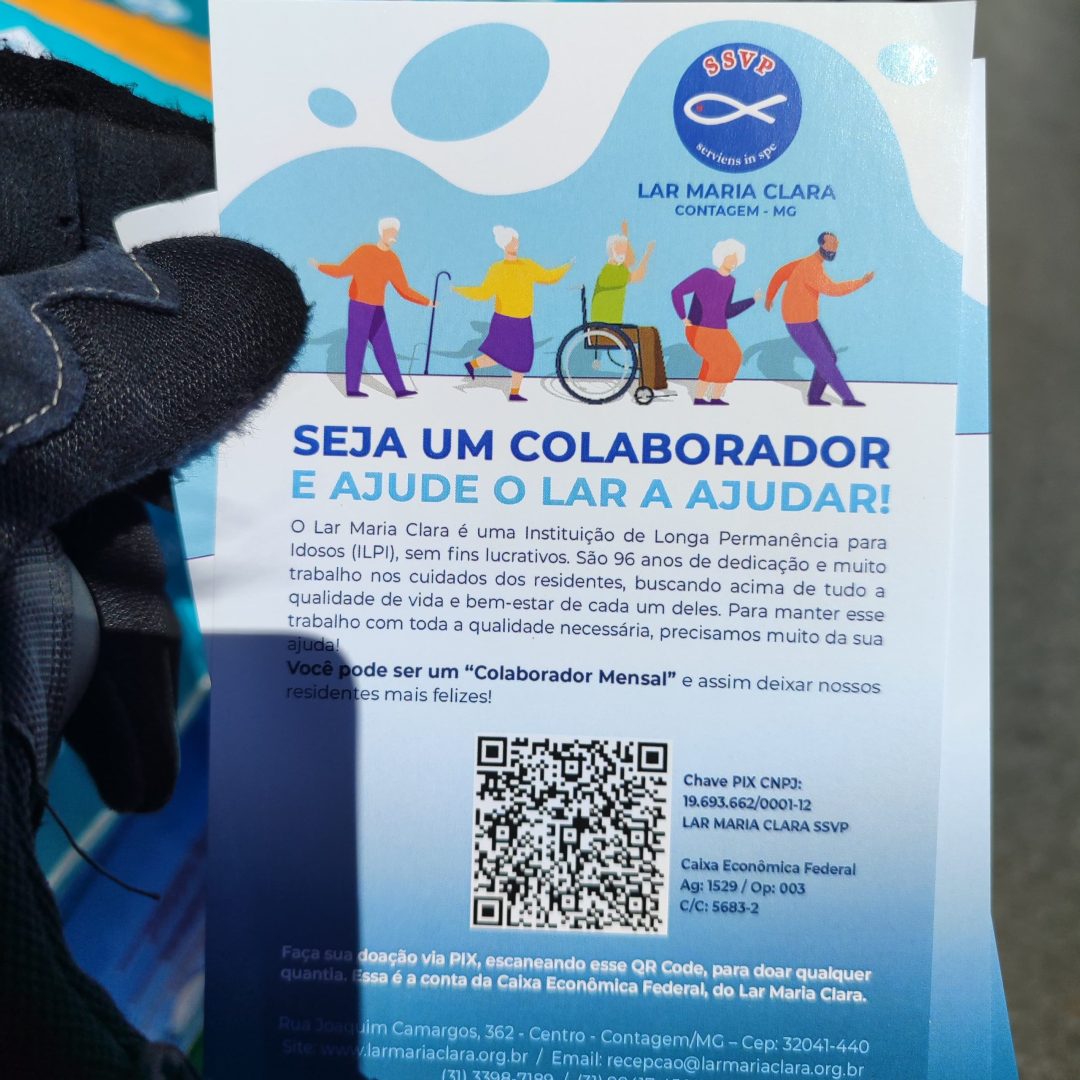 SSVP
serviens in spe
LAR MARIA CLARA
CONTAGEM - MG
SEJA UM COLABORADOR
E AJUDE O LAR A AJUDAR!
O Lar Maria Clara é uma Instituição de Longa Permanência para
Idosos (ILPI), sem fins lucrativos. São 96 anos de dedicação e muito
trabalho nos cuidados dos residentes, buscando acima de tudo a
qualidade de vida e bem-estar de cada um deles. Para manter esse
trabalho com toda a qualidade necessária, precisamos muito da sua
ajuda!
Você pode ser um “Colaborador Mensal” e assim deixar nossos
residentes mais felizes!
Chave PIX CNPJ:
19.693.662/0001-12
LAR MARIA CLARA SSVP
Caixa Econômica Federal
Ag: 1529 / Op: 003
C/C: 5683-2
Faça sua doação via PIX, escaneando esse QR Code, para doar qualquer
quantia. Essa é a conta da Caixa Econômica Federal, do Lar Maria Clara.
Rua Joaquim Camargos, 362 - Centro - Contagem/MG – Cep: 32041-440
Site: www.larmariaclara.org.br / Email: recepcao@larmariaclara.org.br
(31) 3398-7189 / (31)